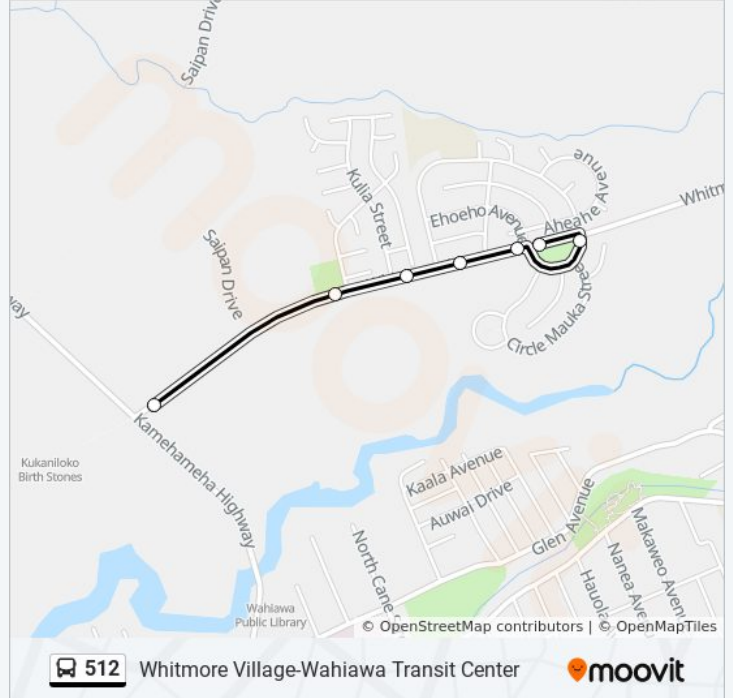 Saipan Drive
Kulia Street
Ehoeho Avenue
Aheahe Avenue
Whitm
Saipan Drive
way
Circle Mauka Street
Kamehameha Highway
Kukaniloko
Birth Stones
Kaala Avenue
Auwai Drive
Glen Avenue
Makaweo Avenu
Nanea Ave
Hauola
North Cane
Wahiawa
Public Library
© OpenStreetMap contributors | © OpenMapTiles
512 Whitmore Village-Wahiawa Transit Center
moovit